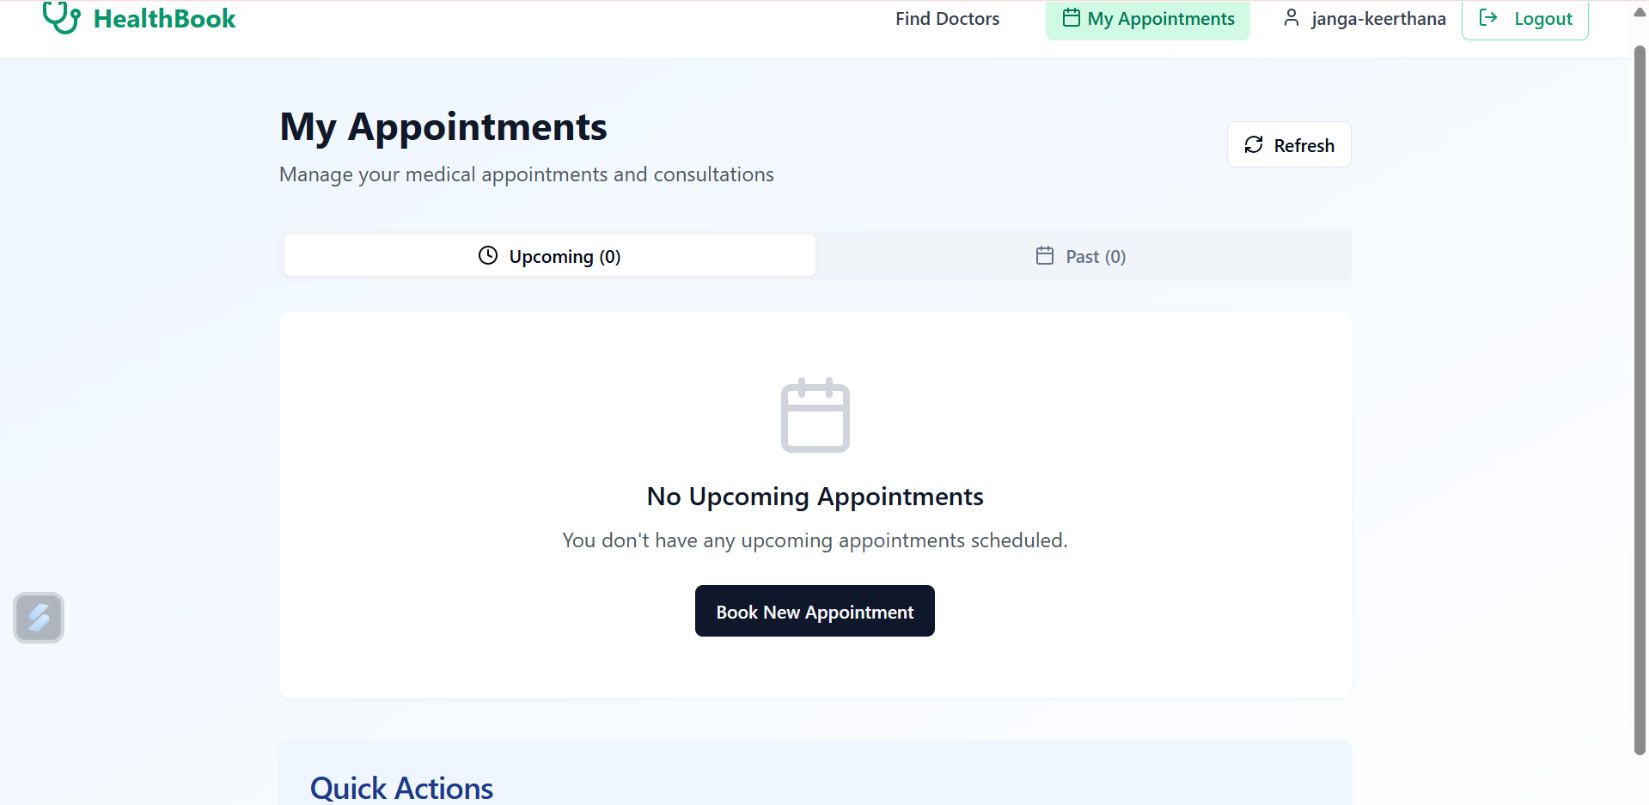 HealthBook
Find Doctors
My Appointments
janga-keerthana
Logout
My Appointments
Manage your medical appointments and consultations
Refresh
Upcoming (0)
Past (0)
No Upcoming Appointments
You don't have any upcoming appointments scheduled.
Book New Appointment
Quick Actions